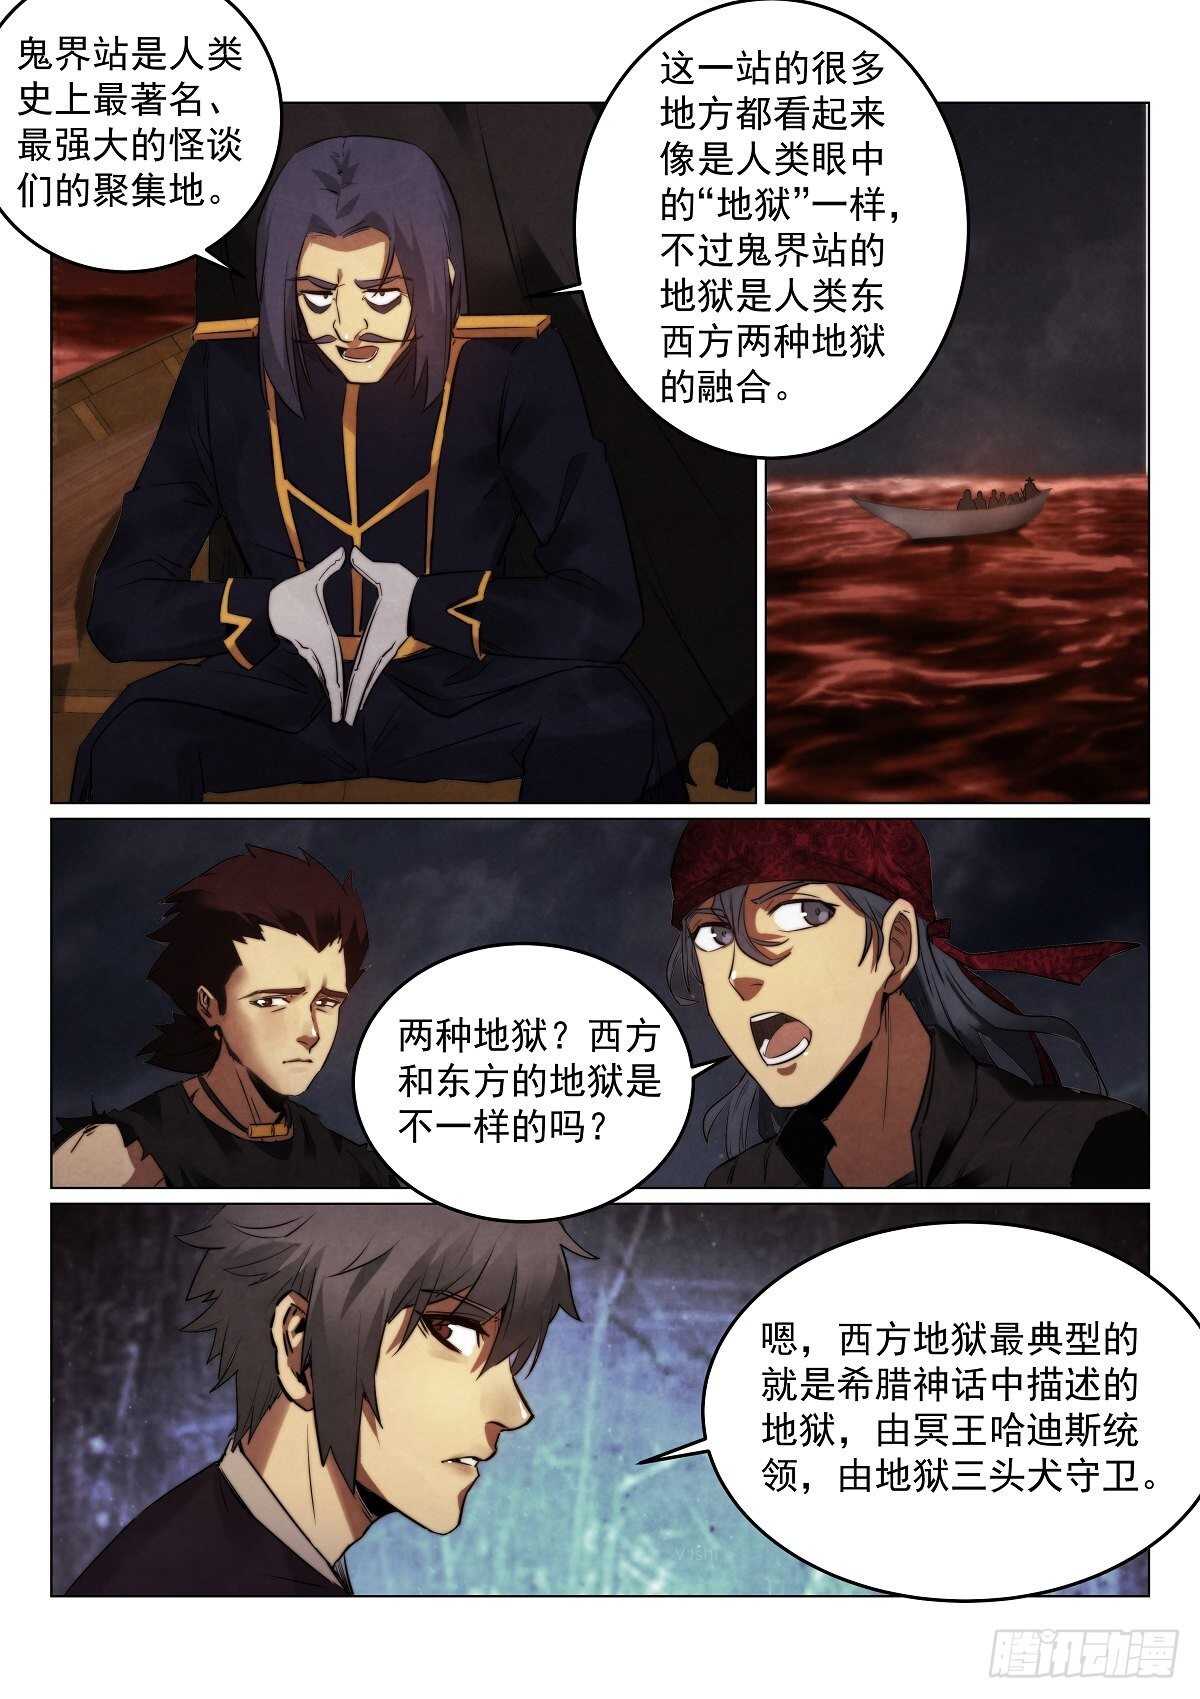 鬼界站是人类
史上最著名、
最强大的怪谈
们的聚集地。
这一站的很多
地方都看起来
像是人类眼中
的“地狱”一样，
不过鬼界站的
地狱是人类东
西方两种地狱
的融合。
两种地狱？西方
和东方的地狱是
不一样的吗？
嗯，西方地狱最典型的
就是希腊神话中描述的
地狱，由冥王哈迪斯统
领，由地狱三头犬守卫。
腾讯动漫